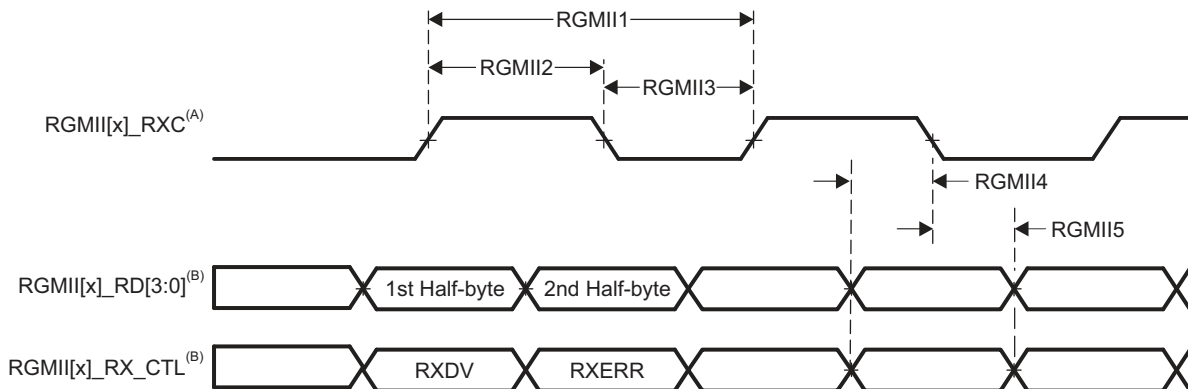 RGMII1
RGMII2
RGMII3
RGMII[x]_RXC(A)
RGMII4
RGMII5
RGMII[x]_RD[3:0](B)
1st Half-byte
2nd Half-byte
RGMII[x]_RX_CTL(B)
RXDV
RXERR